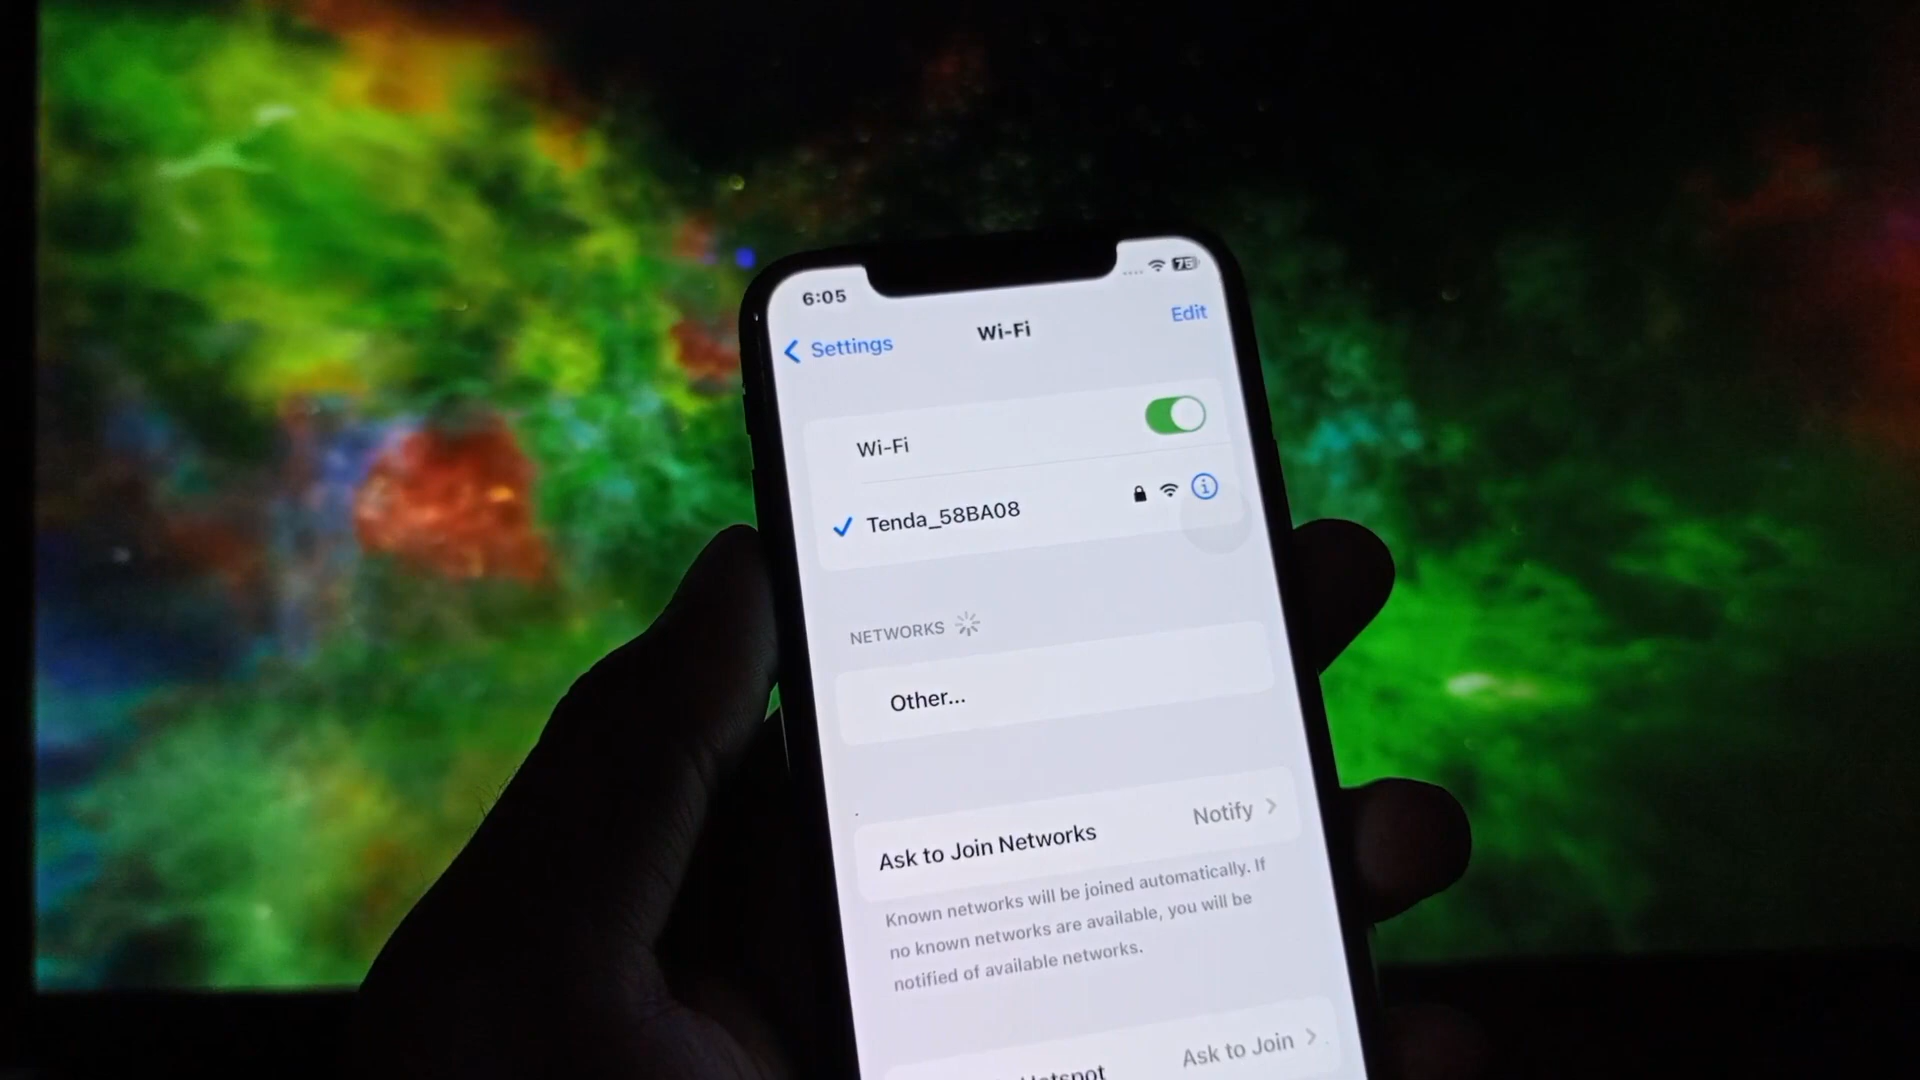 6:05
75
Settings
Wi-Fi
Edit
Wi-Fi
Tenda_58BA08
NETWORKS
Other...
Ask to Join Networks
Notify
Known networks will be joined automatically. If
no known networks are available, you will be
notified of available networks.
Ask to Join